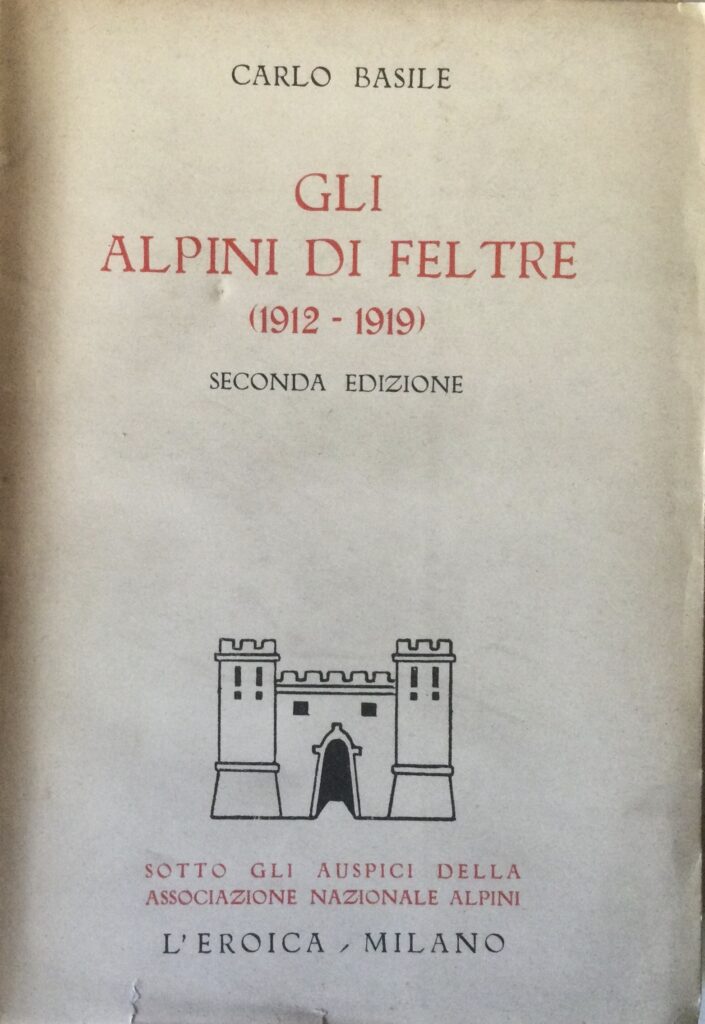 CARLO BASILE
GLI
ALPINI DI FELTRE
(1912 - 1919)
SECONDA EDIZIONE
SOTTO GLI AUSPICI DELLA
ASSOCIAZIONE NAZIONALE ALPINI
L'EROICA - MILANO